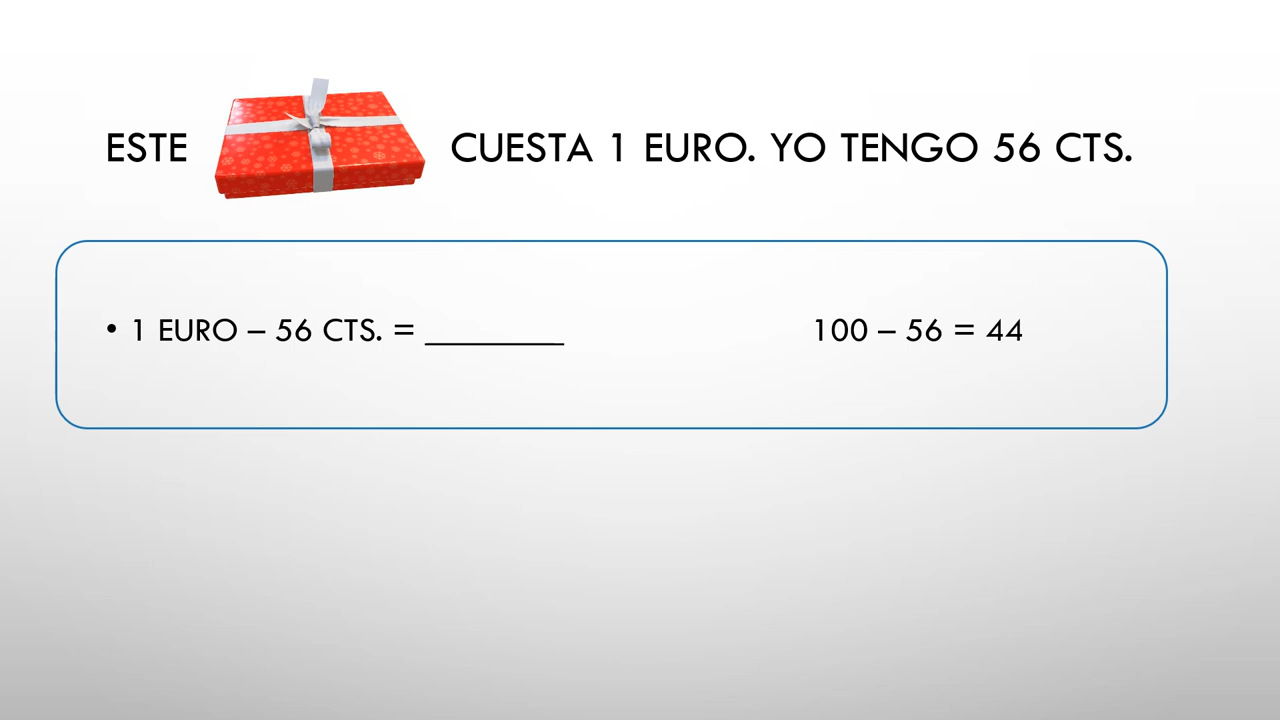 ESTE CUESTA 1 EURO. YO TENGO 56 CTS.
• 1 EURO – 56 CTS. = ________ 100 – 56 = 44